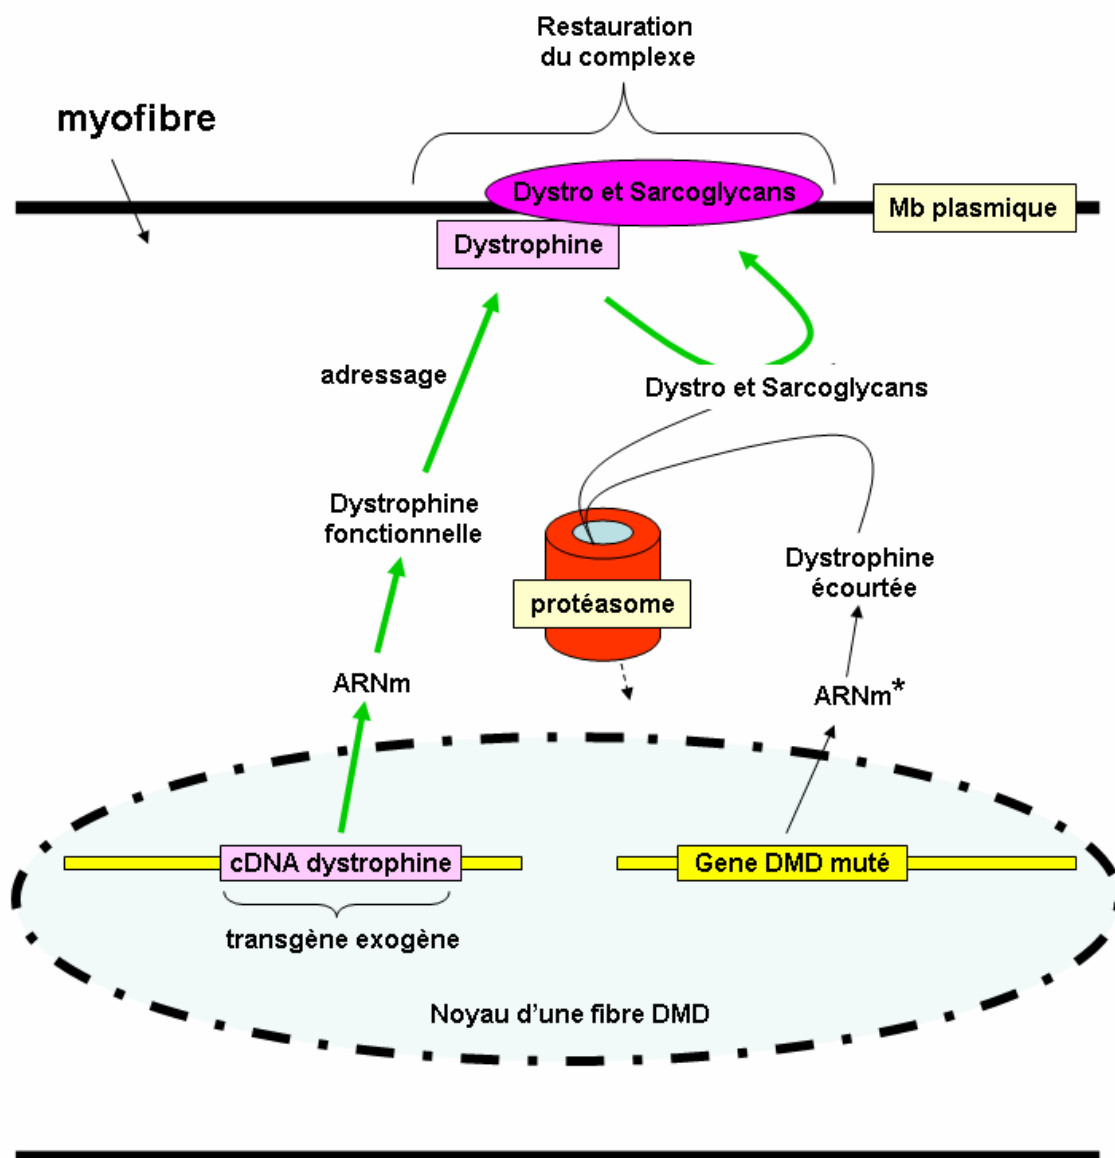 Restauration
du complexe
myofibre
Dystro et Sarcoglycans
Mb plasmique
Dystrophine
adressage
Dystro et Sarcoglycans
Dystrophine
fonctionnelle
Dystrophine
écourtée
protéasome
ARNm
ARNm*
cDNA dystrophine
Gene DMD muté
transgène exogène
Noyau d'une fibre DMD